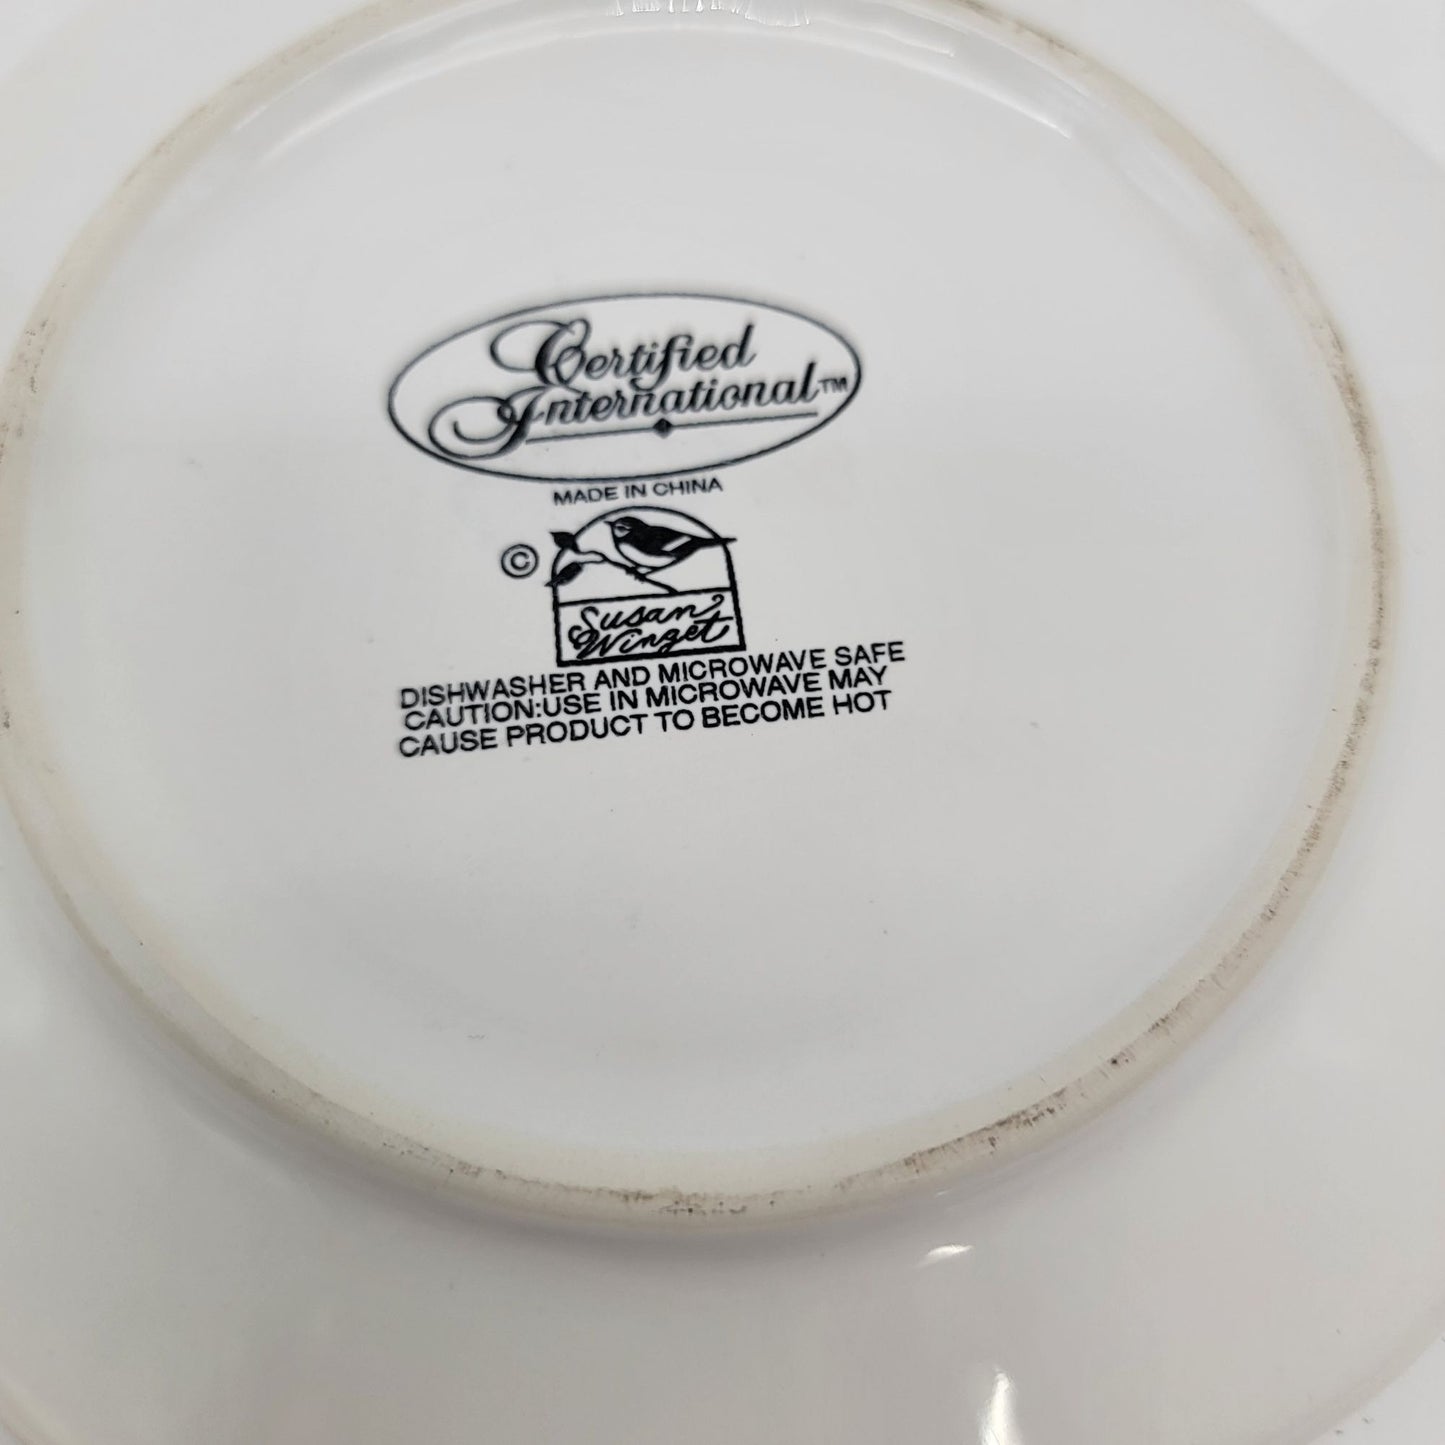 Certified
International™
MADE IN CHINA
©
Susan
Winget
DISHWASHER AND MICROWAVE SAFE
CAUTION:USE IN MICROWAVE MAY
CAUSE PRODUCT TO BECOME HOT